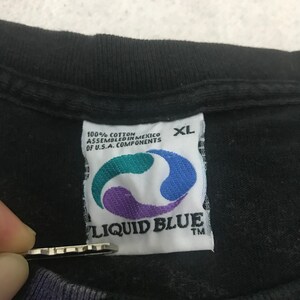 100% COTTON
ASSEMBLED IN MEXICO
OF U.S.A. COMPONENTS
XL
LIQUID BLUE
TM